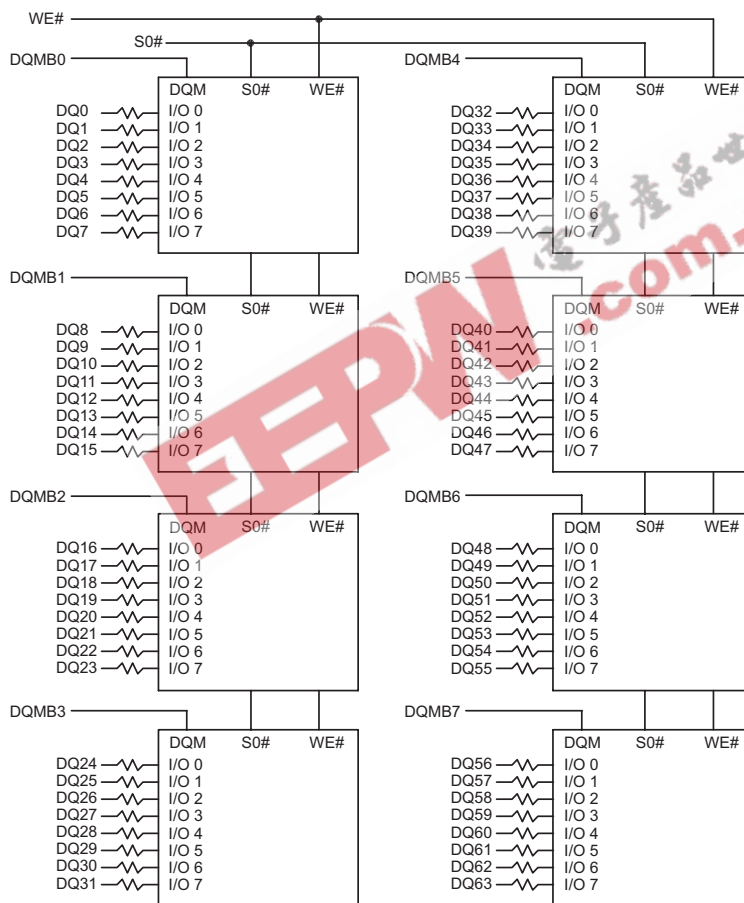 WE#
S0#
DQMB0
DQM S0# WE#
DQ0 I/O 0
DQ1 I/O 1
DQ2 I/O 2
DQ3 I/O 3
DQ4 I/O 4
DQ5 I/O 5
DQ6 I/O 6
DQ7 I/O 7
DQMB1
DQM S0# WE#
DQ8 I/O 0
DQ9 I/O 1
DQ10 I/O 2
DQ11 I/O 3
DQ12 I/O 4
DQ13 I/O 5
DQ14 I/O 6
DQ15 I/O 7
DQMB2
DQM S0# WE#
DQ16 I/O 0
DQ17 I/O 1
DQ18 I/O 2
DQ19 I/O 3
DQ20 I/O 4
DQ21 I/O 5
DQ22 I/O 6
DQ23 I/O 7
DQMB3
DQM S0# WE#
DQ24 I/O 0
DQ25 I/O 1
DQ26 I/O 2
DQ27 I/O 3
DQ28 I/O 4
DQ29 I/O 5
DQ30 I/O 6
DQ31 I/O 7
DQMB4
DQM S0# WE#
DQ32 I/O 0
DQ33 I/O 1
DQ34 I/O 2
DQ35 I/O 3
DQ36 I/O 4
DQ37 I/O 5
DQ38 I/O 6
DQ39 I/O 7
DQMB5
DQM S0# WE#
DQ40 I/O 0
DQ41 I/O 1
DQ42 I/O 2
DQ43 I/O 3
DQ44 I/O 4
DQ45 I/O 5
DQ46 I/O 6
DQ47 I/O 7
DQMB6
DQM S0# WE#
DQ48 I/O 0
DQ49 I/O 1
DQ50 I/O 2
DQ51 I/O 3
DQ52 I/O 4
DQ53 I/O 5
DQ54 I/O 6
DQ55 I/O 7
DQMB7
DQM S0# WE#
DQ56 I/O 0
DQ57 I/O 1
DQ58 I/O 2
DQ59 I/O 3
DQ60 I/O 4
DQ61 I/O 5
DQ62 I/O 6
DQ63 I/O 7
EEPW .com.
電子產品世